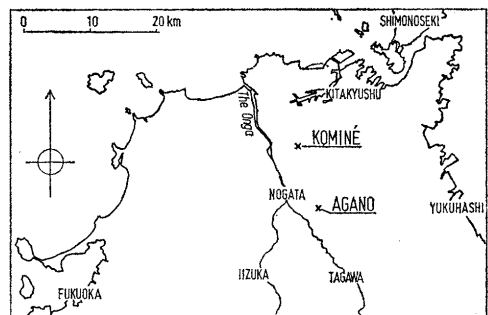 0 10 20 km
SHIMONOSEKI
KITAKYUSHU
The Onga
KOMINÉ
NOGATA
AGANO
YUKUHASHI
IIZUKA
TAGAWA
FUKUOKA